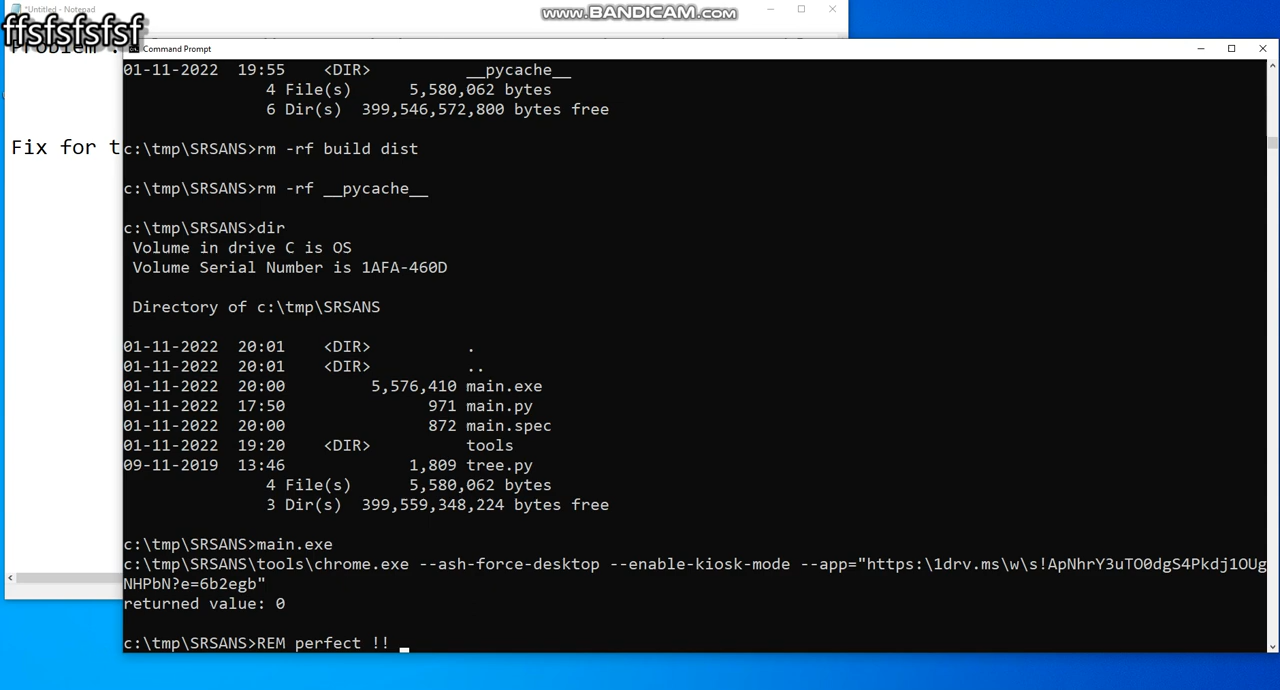 *Untitled - Notepad
www.BANDICAM.com
ffsfsfsfsf
Problem :
Command Prompt
01-11-2022  19:55    <DIR>          __pycache__
               4 File(s)      5,580,062 bytes
               6 Dir(s)  399,546,572,800 bytes free
Fix for t
c:\tmp\SRSANS>rm -rf build dist
c:\tmp\SRSANS>rm -rf __pycache__
c:\tmp\SRSANS>dir
 Volume in drive C is OS
 Volume Serial Number is 1AFA-460D
 Directory of c:\tmp\SRSANS
01-11-2022  20:01    <DIR>          .
01-11-2022  20:01    <DIR>          ..
01-11-2022  20:00         5,576,410 main.exe
01-11-2022  17:50               971 main.py
01-11-2022  20:00               872 main.spec
01-11-2022  19:20    <DIR>          tools
09-11-2019  13:46             1,809 tree.py
               4 File(s)      5,580,062 bytes
               3 Dir(s)  399,559,348,224 bytes free
c:\tmp\SRSANS>main.exe
c:\tmp\SRSANS\tools\chrome.exe --ash-force-desktop --enable-kiosk-mode --app="https:\1drv.ms\w\s!ApNhrY3uTO0dgS4Pkdj1OUg
NHPbN?e=6b2egb"
returned value: 0
c:\tmp\SRSANS>REM perfect !!